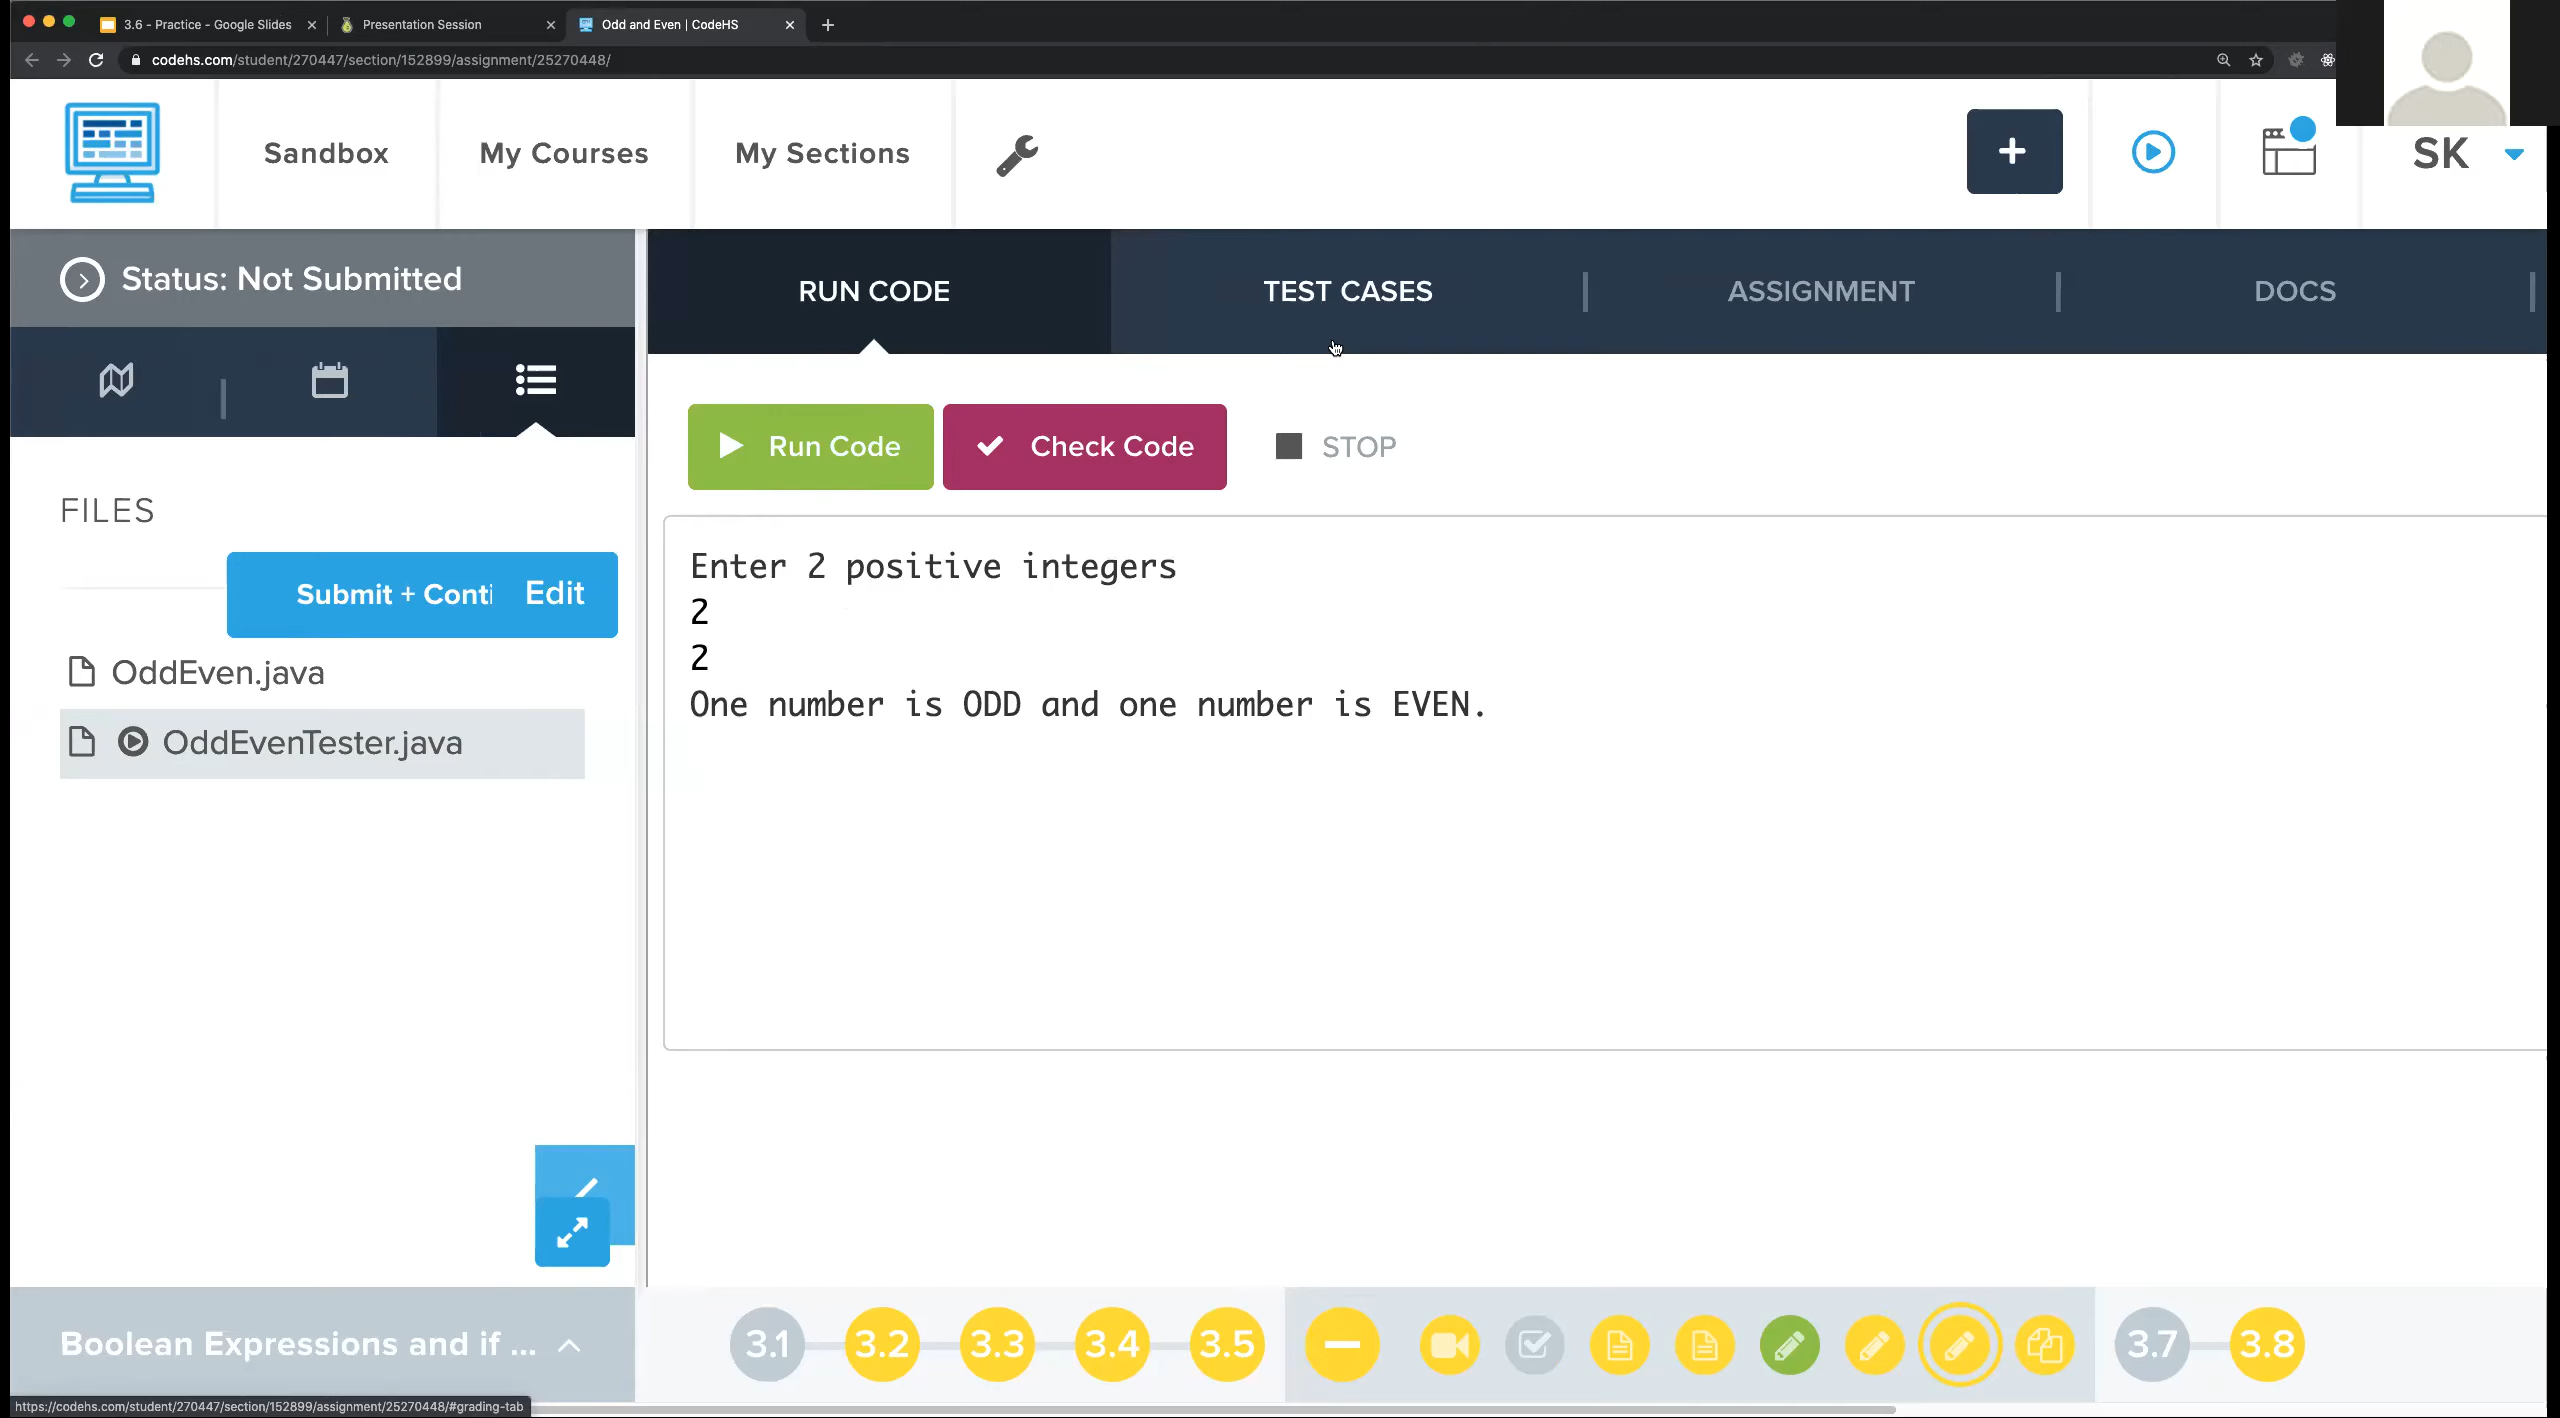 3.6 - Practice - Google Slides
Presentation Session
Odd and Even | CodeHS
codehs.com/student/270447/section/152899/assignment/25270448/
Sandbox
My Courses
My Sections
SK
Status: Not Submitted
RUN CODE
TEST CASES
ASSIGNMENT
DOCS
Run Code
Check Code
STOP
FILES
Submit + Conti
Edit
OddEven.java
OddEvenTester.java
Enter 2 positive integers
2
2
One number is ODD and one number is EVEN.
Boolean Expressions and if ...
3.1
3.2
3.3
3.4
3.5
3.7
3.8
https://codehs.com/student/270447/section/152899/assignment/25270448/#grading-tab